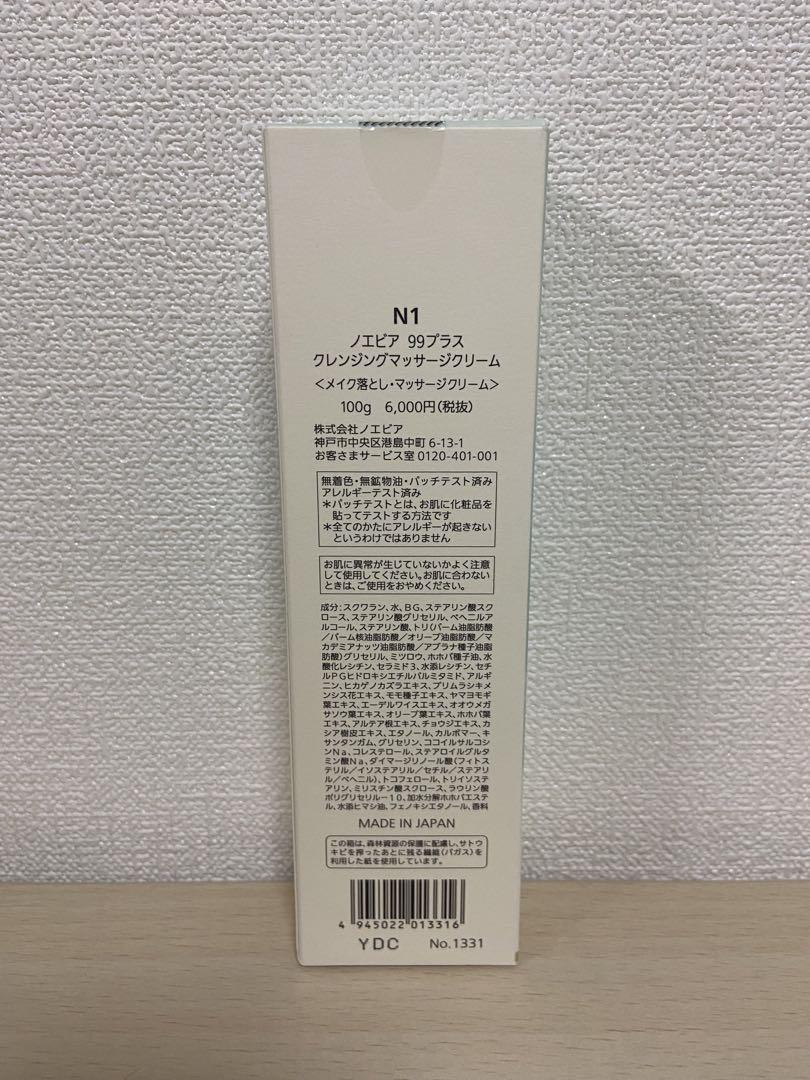 N1
ノエビア 99プラス
クレンジングマッサージクリーム
＜メイク落とし・マッサージクリーム＞
100g 6,000円(税抜)
株式会社ノエビア
神戸市中央区港島中町 6-13-1
お客さまサービス室 0120-401-001
無着色・無鉱物油・パッチテスト済み
アレルギーテスト済み
＊パッチテストとは、お肌に化粧品を
貼ってテストする方法です
＊全てのかたにアレルギーが起きない
というわけではありません
お肌に異常が生じていないかよく注意
して使用してください。お肌に合わない
ときは、ご使用をおやめください。
成分：スクワラン、水、BG、ステアリン酸スク
ロース、ステアリン酸グリセリル、ベヘニルア
ルコール、ステアリン酸、トリ(パーム油脂肪酸
／パーム核油脂肪酸／オリーブ油脂肪酸／マ
カデミアナッツ油脂肪酸／アブラナ種子油脂
肪酸)グリセリル、ミツロウ、ホホバ種子油、水
酸化レシチン、セラミド3、水添レシチン、セチ
ルPGヒドロキシエチルパルミタミド、アルギ
ニン、ヒカゲノカズラエキス、プリムラシキメ
ンシス花エキス、モモ種子エキス、ヤマヨモギ
葉エキス、エーデルワイスエキス、オオウメガ
サソウ葉エキス、オリーブ葉エキス、ホホバ葉
エキス、アルテア根エキス、チョウジエキス、カ
シア樹皮エキス、エタノール、カルボマー、キ
サンタンガム、グリセリン、ココイルサルコシ
ンNa、コレステロール、ステアロイルグルタ
ミン酸Na、ダイマージリノール酸(フィトス
テリル／イソステアリル／セチル／ステアリ
ル／ベヘニル)、トコフェロール、トリイソステ
アリン、ミリスチン酸スクロース、ラウリン酸
ポリグリセリル－10、加水分解ホホバエステ
ル、水添ヒマシ油、フェノキシエタノール、香料
MADE IN JAPAN
この箱は、森林資源の保護に配慮し、サトウ
キビを搾ったあとに残る繊維(バガス)を
利用した紙を使用しています。
4 945022 013316
YDC No.1331